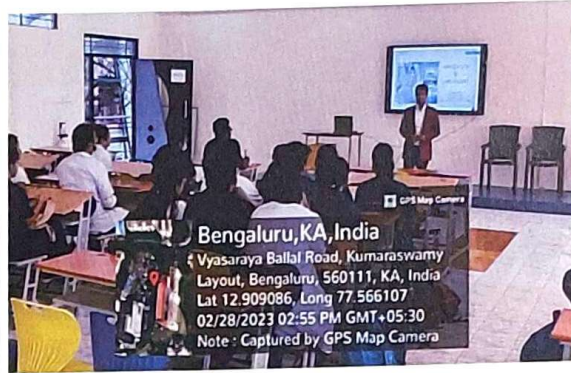 GPS Map Camera
Bengaluru,KA,India
Vyasaraya Ballal Road, Kumaraswamy
Layout, Bengaluru, 560111, KA, India
Lat 12.909086, Long 77.566107
02/28/2023 02:55 PM GMT+05:30
Note : Captured by GPS Map Camera